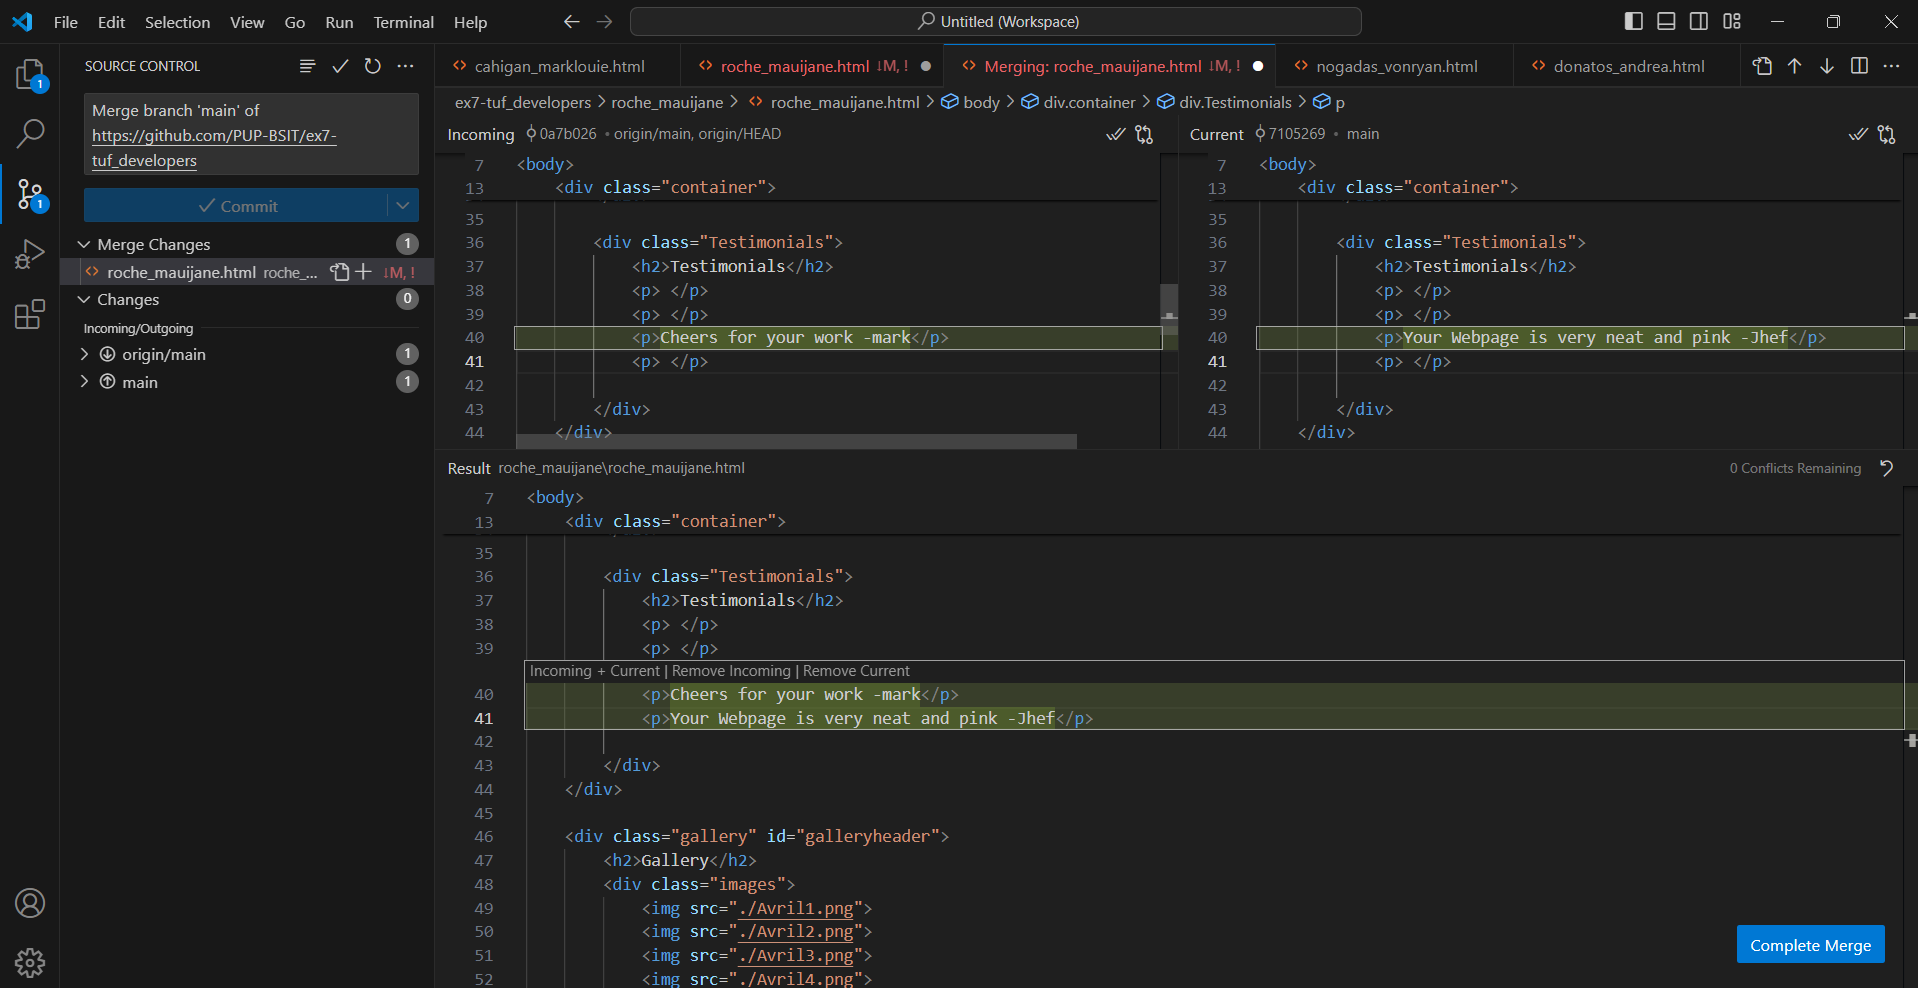 File Edit Selection View Go Run Terminal Help
Untitled (Workspace)
SOURCE CONTROL
Merge branch 'main' of
https://github.com/PUP-BSIT/ex7-
tuf_developers
Commit
Merge Changes 1
roche_mauijane.html roche_... ↓M, !
Changes 0
Incoming/Outgoing
origin/main 1
main 1
1
1
cahigan_marklouie.html
roche_mauijane.html ↓M, !
Merging: roche_mauijane.html ↓M, !
nogadas_vonryan.html
donatos_andrea.html
ex7-tuf_developers > roche_mauijane > roche_mauijane.html > body > div.container > div.Testimonials > p
Incoming 0a7b026 • origin/main, origin/HEAD
7 <body>
13 <div class="container">
35
36 <div class="Testimonials">
37 <h2>Testimonials</h2>
38 <p> </p>
39 <p> </p>
40 <p>Cheers for your work -mark</p>
41 <p> </p>
42
43 </div>
44 </div>
Current 7105269 • main
7 <body>
13 <div class="container">
35
36 <div class="Testimonials">
37 <h2>Testimonials</h2>
38 <p> </p>
39 <p> </p>
40 <p>Your Webpage is very neat and pink -Jhef</p>
41 <p> </p>
42
43 </div>
44 </div>
Result roche_mauijane\roche_mauijane.html
0 Conflicts Remaining
7 <body>
13 <div class="container">
35
36 <div class="Testimonials">
37 <h2>Testimonials</h2>
38 <p> </p>
39 <p> </p>
Incoming + Current | Remove Incoming | Remove Current
40 <p>Cheers for your work -mark</p>
41 <p>Your Webpage is very neat and pink -Jhef</p>
42
43 </div>
44 </div>
45
46 <div class="gallery" id="galleryheader">
47 <h2>Gallery</h2>
48 <div class="images">
49 <img src="./Avril1.png">
50 <img src="./Avril2.png">
51 <img src="./Avril3.png">
52 <img src="./Avril4.png">
Complete Merge